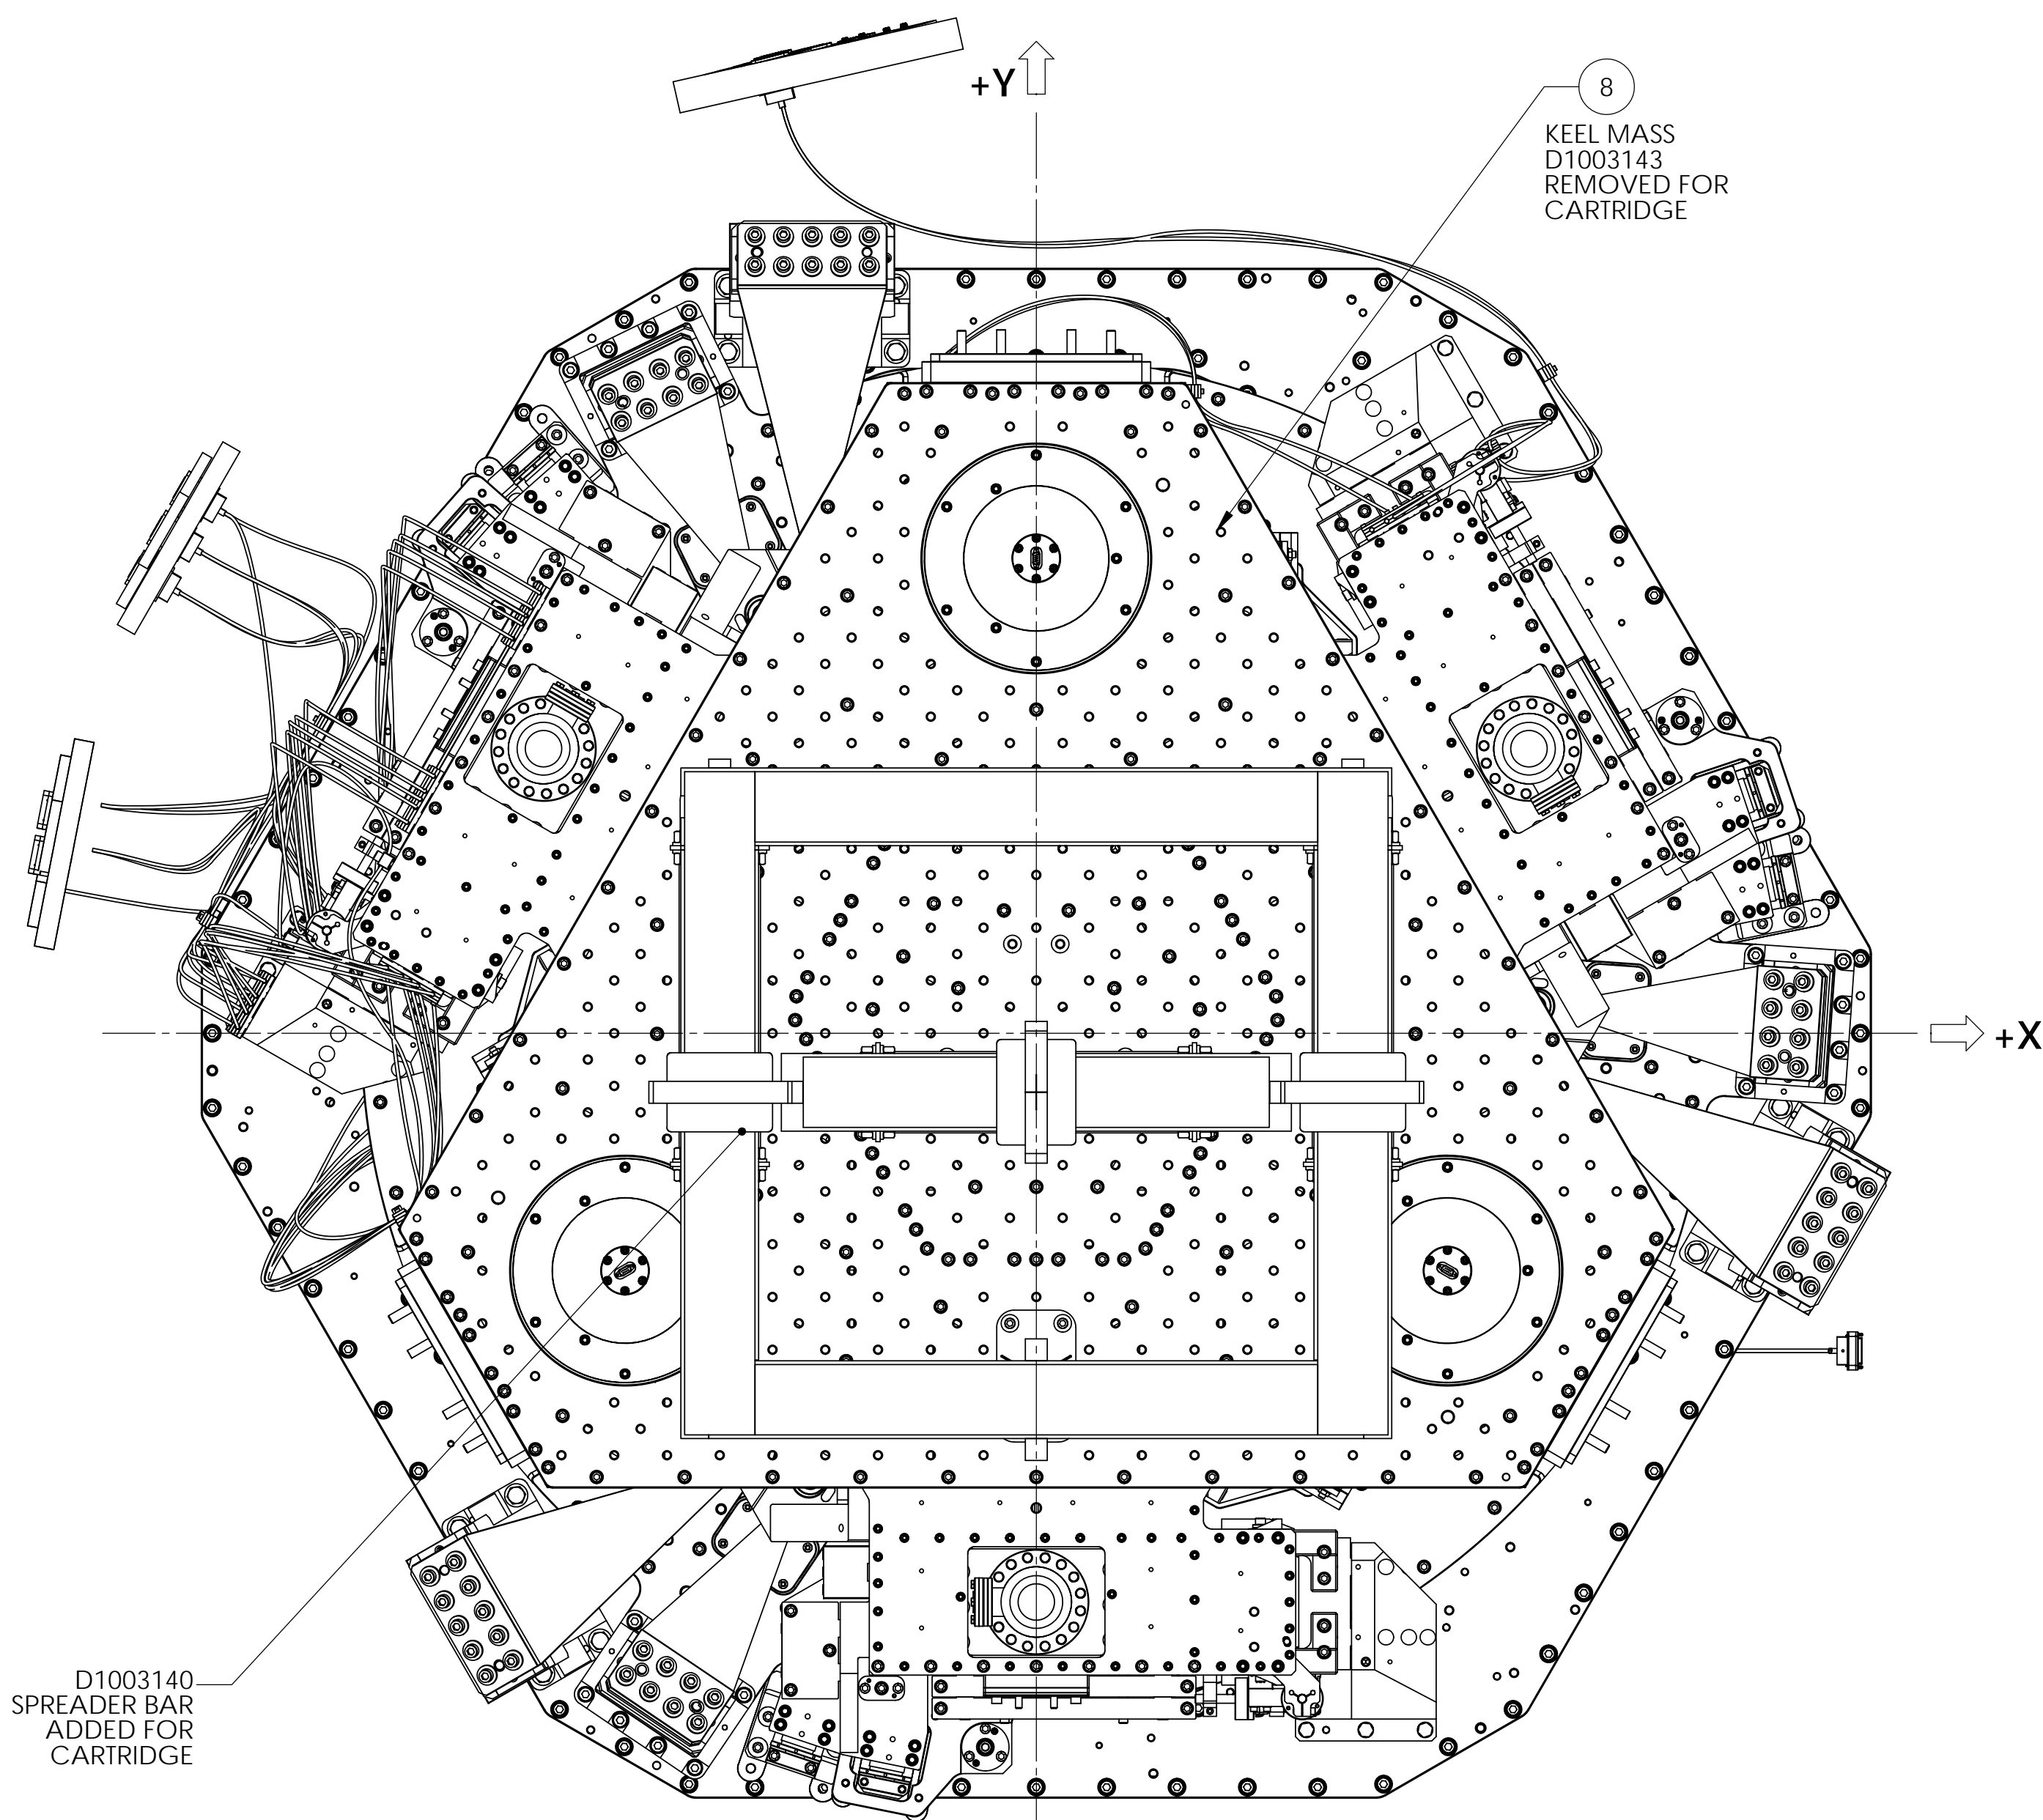 +Y
8
KEEL MASS
D1003143
REMOVED FOR
CARTRIDGE
+X
D1003140
SPREADER BAR
ADDED FOR
CARTRIDGE